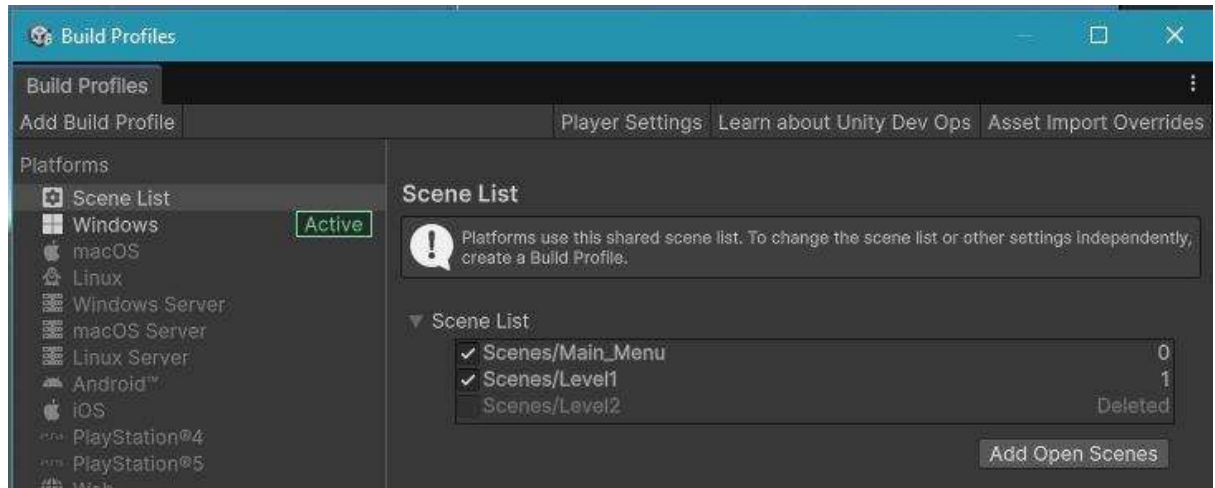 Build Profiles
Build Profiles
Add Build Profile Player Settings Learn about Unity Dev Ops Asset Import Overrides
Platforms
Scene List
Windows Active
macOS
Linux
Windows Server
macOS Server
Linux Server
Android™
iOS
PlayStation®4
PlayStation®5
Web
Scene List
Platforms use this shared scene list. To change the scene list or other settings independently,
create a Build Profile.
Scene List
Scenes/Main_Menu 0
Scenes/Level1 1
Scenes/Level2 Deleted
Add Open Scenes